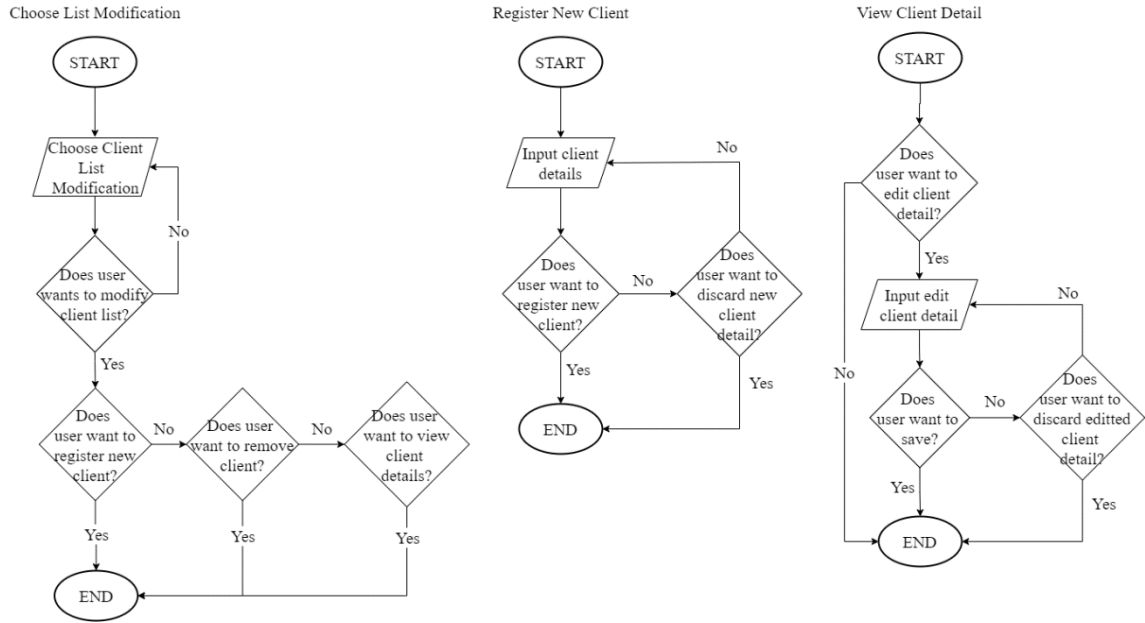 Choose List Modification
START
Choose Client
List
Modification
No
Does user
wants to modify
client list?
Yes
Does
user want to
register new
client?
No
Does user
want to remove
client?
No
Does user
want to view
client
details?
Yes
Yes
Yes
END
Register New Client
START
Input client
details
No
Does
user want to
register new
client?
No
Does
user want to
discard new
client
detail?
Yes
Yes
END
View Client Detail
START
Does
user want to
edit client
detail?
Yes
No
Input edit
client detail
No
Does
user want to
save?
No
Does
user want to
discard editted
client
detail?
Yes
Yes
END